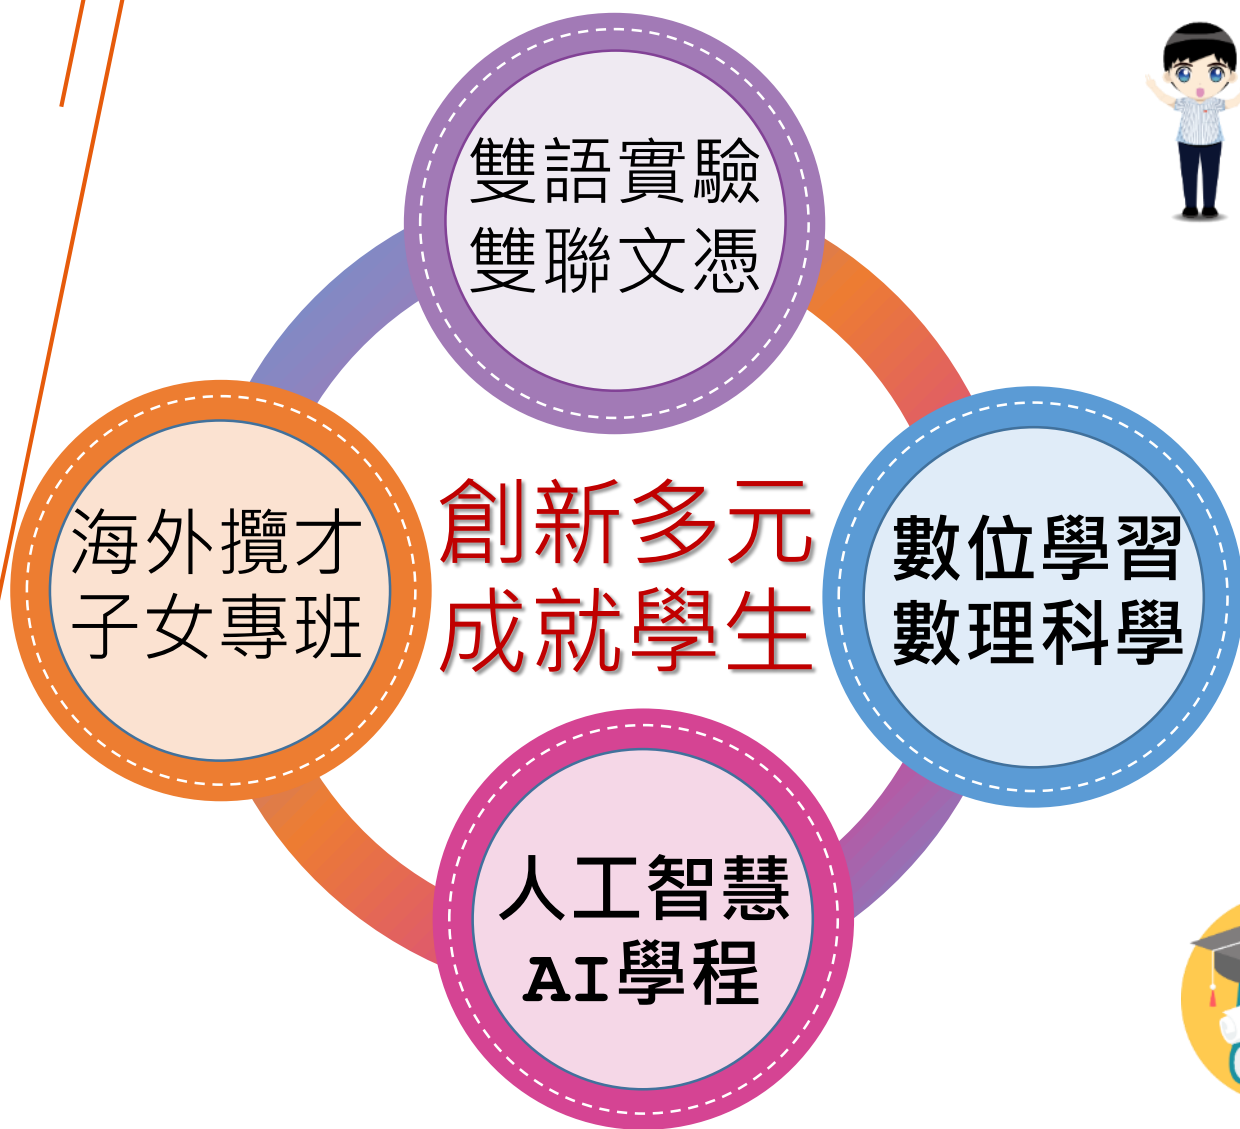 雙語實驗
雙聯文憑
海外攬才
子女專班
創新多元
成就學生
數位學習
數理科學
人工智慧
AI學程